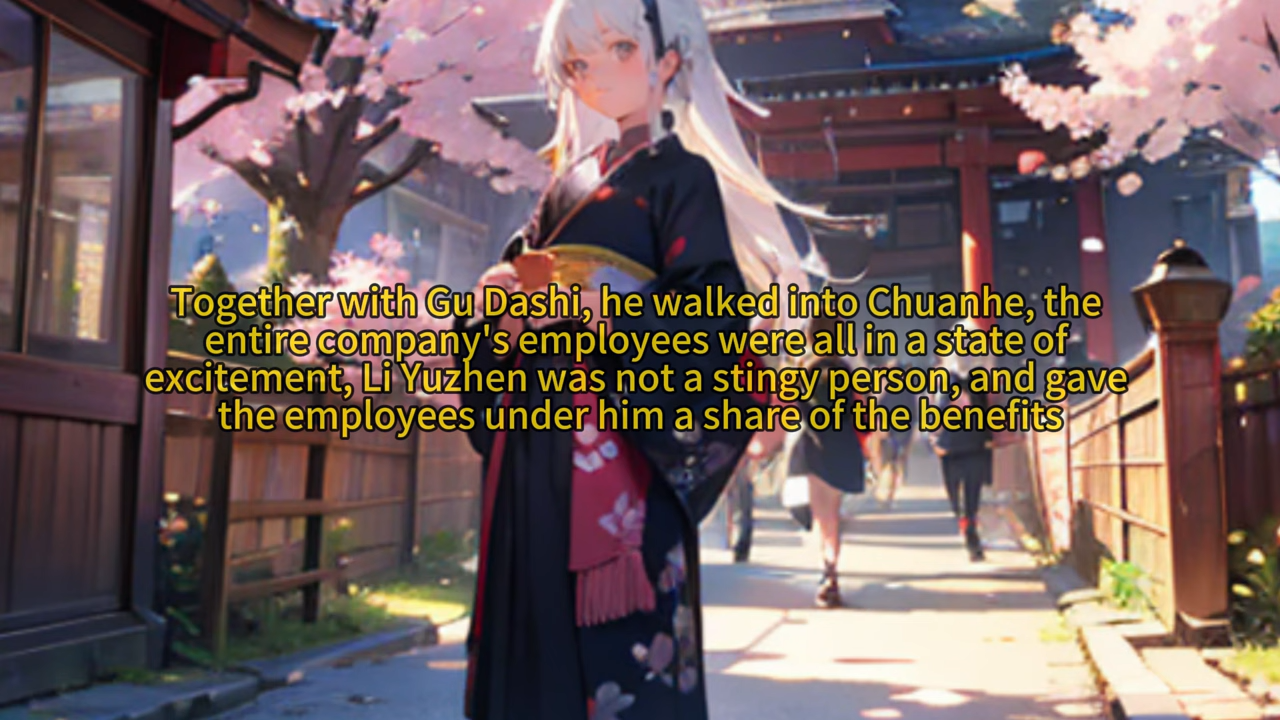 Together with Gu Dashi, he walked into Chuanhe, the
entire company's employees were all in a state of
excitement, Li Yuzhen was not a stingy person, and gave
the employees under him a share of the benefits